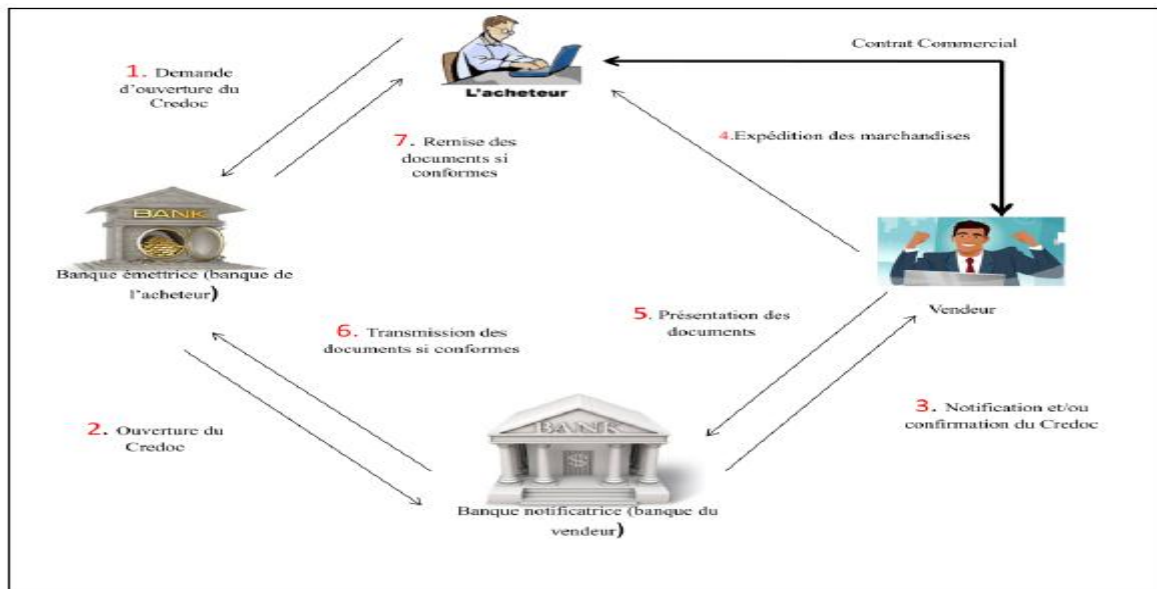 Contrat Commercial
1. Demande
d'ouverture du
Credoc
L'acheteur
7. Remise des
documents si
conformes
4.Expédition des marchandises
BANK
Banque émettrice (banque de
l'acheteur)
Vendeur
5. Présentation des
documents
6. Transmission des
documents si conformes
3. Notification et/ou
confirmation du Credoc
2. Ouverture du
Credoc
BANK
$
Banque notificatrice (banque du
vendeur)